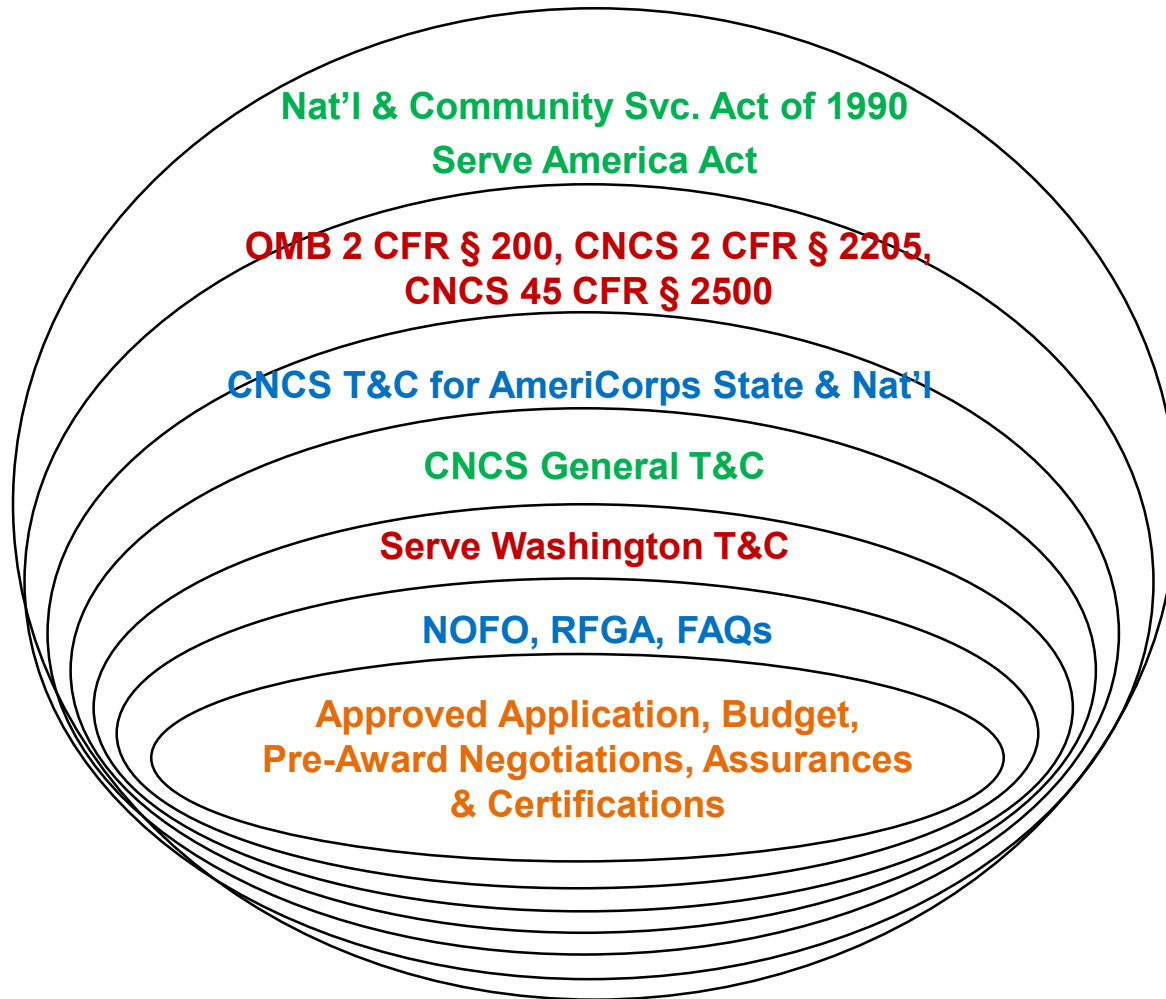 Nat’l & Community Svc. Act of 1990
Serve America Act
OMB 2 CFR § 200, CNCS 2 CFR § 2205,
CNCS 45 CFR § 2500
CNCS T&C for AmeriCorps State & Nat’l
CNCS General T&C
Serve Washington T&C
NOFO, RFGA, FAQs
Approved Application, Budget,
Pre-Award Negotiations, Assurances
& Certifications